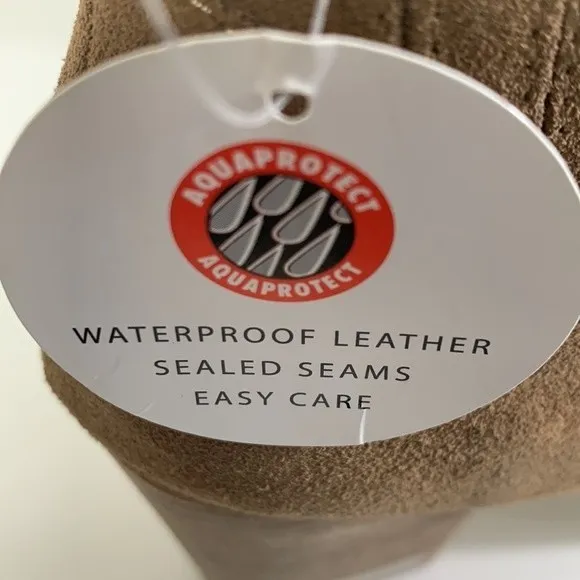 AQUAPROTECT
AQUAPROTECT
WATERPROOF LEATHER
SEALED SEAMS
EASY CARE